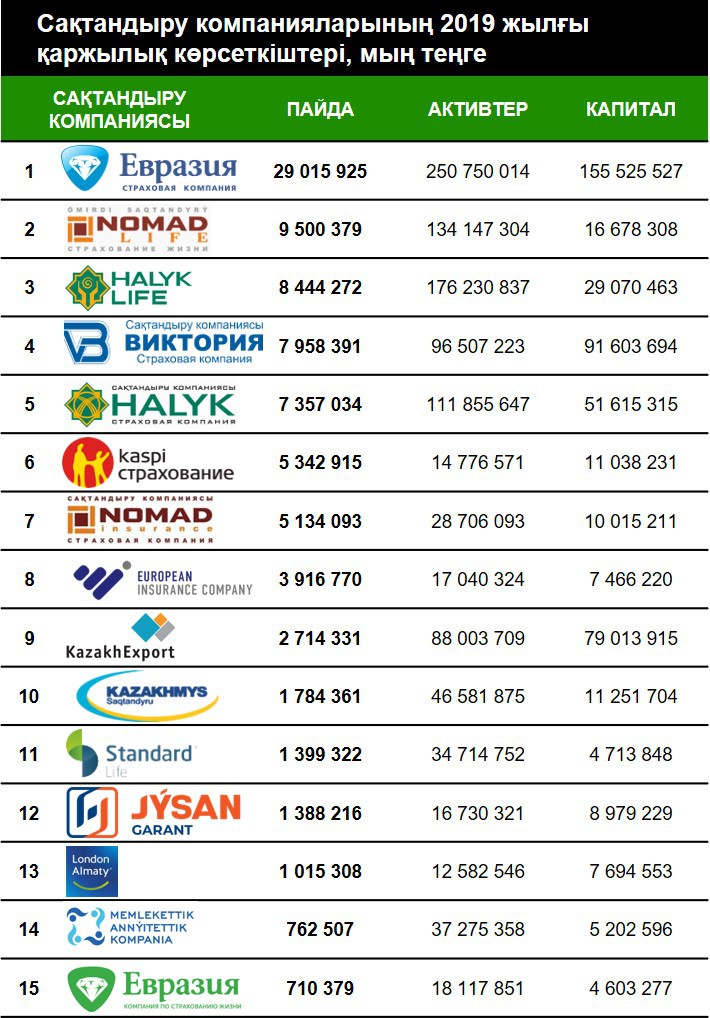 Сақтандыру компанияларының 2019 жылғы
қаржылық көрсеткіштері, мың теңге
САҚТАНДЫРУ КОМПАНИЯСЫ ПАЙДА АКТИВТЕР КАПИТАЛ
1 Евразия СТРАХОВАЯ КОМПАНИЯ 29 015 925 250 750 014 155 525 527
2 ÓMIRDI SAQTANDYRÝ NOMAD LIFE СТРАХОВАНИЕ ЖИЗНИ 9 500 379 134 147 304 16 678 308
3 HALYK LIFE 8 444 272 176 230 837 29 070 463
4 Сақтандыру компаниясы ВИКТОРИЯ Страховая компания 7 958 391 96 507 223 91 603 694
5 САҚТАНДЫРУ КОМПАНИЯСЫ HALYK СТРАХОВАЯ КОМПАНИЯ 7 357 034 111 855 647 51 615 315
6 kaspi страхование 5 342 915 14 776 571 11 038 231
7 САҚТАНДЫРУ КОМПАНИЯСЫ NOMAD insurance СТРАХОВАЯ КОМПАНИЯ 5 134 093 28 706 093 10 015 211
8 EUROPEAN INSURANCE COMPANY 3 916 770 17 040 324 7 466 220
9 KazakhExport 2 714 331 88 003 709 79 013 915
10 KAZAKHMYS Saqtandyru 1 784 361 46 581 875 11 251 704
11 Standard Life 1 399 322 34 714 752 4 713 848
12 JÝSAN GARANT 1 388 216 16 730 321 8 979 229
13 London Almaty 1 015 308 12 582 546 7 694 553
14 MEMLEKETTIK ANNÝITETTIK KOMPANIA 762 507 37 275 358 5 202 596
15 Евразия КОМПАНИЯ ПО СТРАХОВАНИЮ ЖИЗНИ 710 379 18 117 851 4 603 277